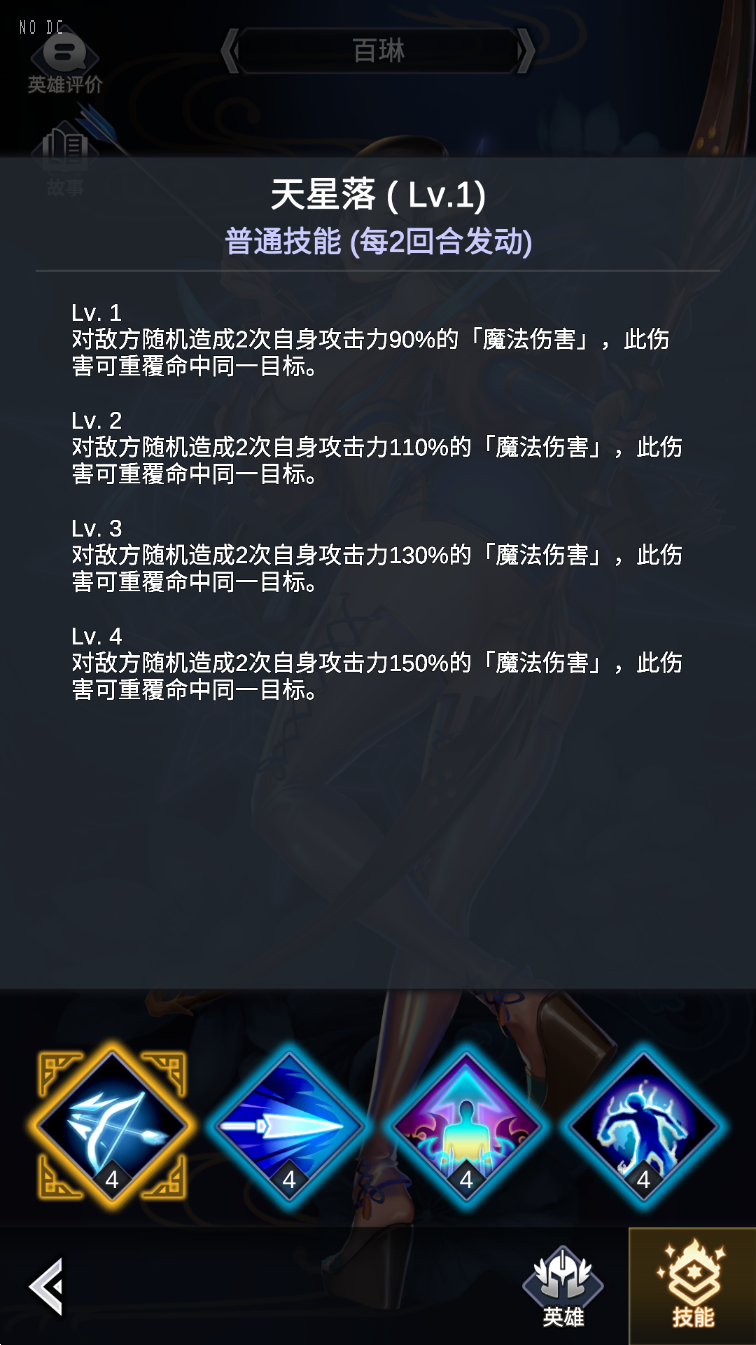 NO DC
百琳
英雄评价
故事
天星落 ( Lv.1)
普通技能 (每2回合发动)
Lv. 1
对敌方随机造成2次自身攻击力90%的「魔法伤害」，此伤
害可重覆命中同一目标。
Lv. 2
对敌方随机造成2次自身攻击力110%的「魔法伤害」，此伤
害可重覆命中同一目标。
Lv. 3
对敌方随机造成2次自身攻击力130%的「魔法伤害」，此伤
害可重覆命中同一目标。
Lv. 4
对敌方随机造成2次自身攻击力150%的「魔法伤害」，此伤
害可重覆命中同一目标。
4
4
4
4
英雄
技能